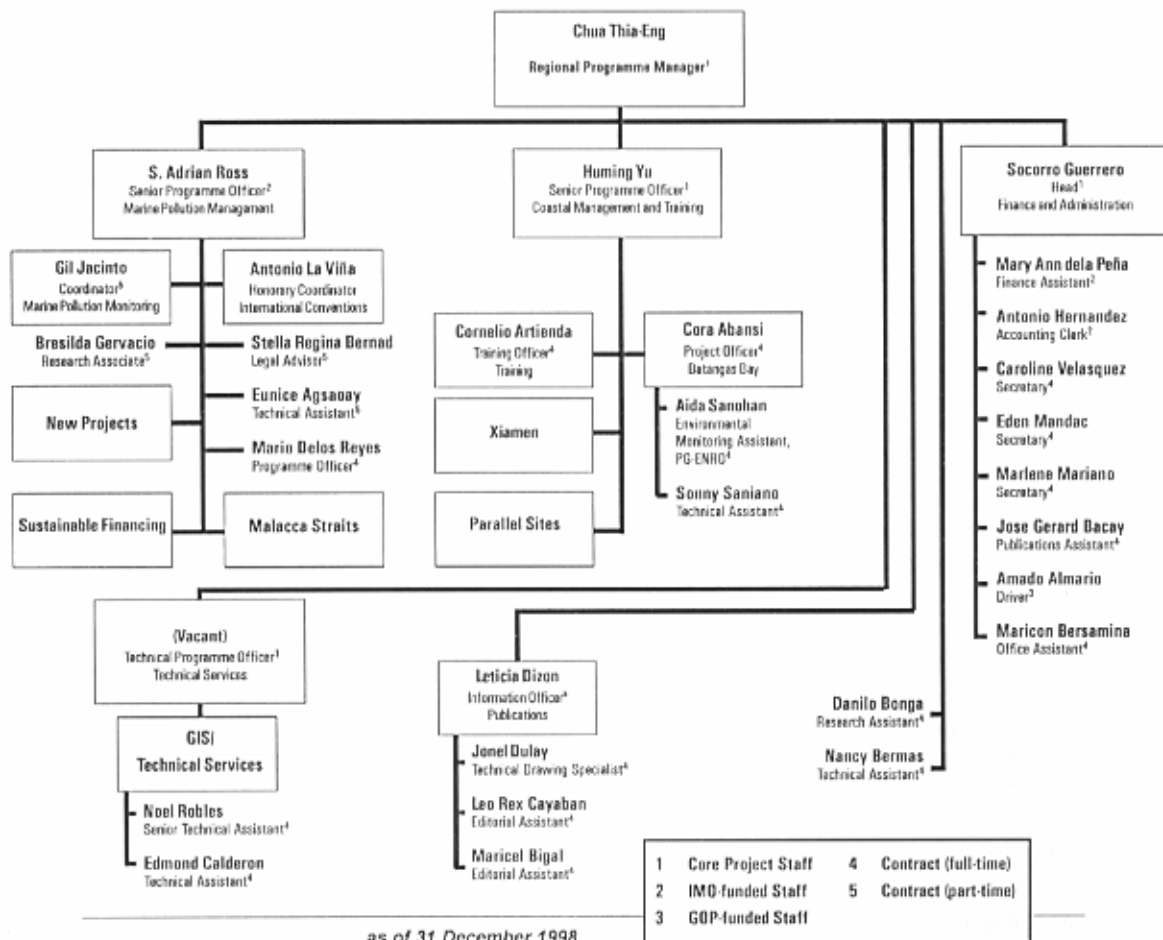 Chua Thia-Eng
Regional Programme Manager¹
S. Adrian Ross
Senior Programme Officer²
Marine Pollution Management
Huming Yu
Senior Programme Officer¹
Coastal Management and Training
Socorro Guerrero
Head¹
Finance and Administration
Gil Jacinto
Coordinator⁵
Marine Pollution Monitoring
Antonio La Viña
Honorary Coordinator
International Conventions
Bresilda Gervacio
Research Associate⁵
Stella Regina Bernad
Legal Advisor⁵
Eunice Agsaoay
Technical Assistant
New Projects
Mario Delos Reyes
Programme Officer⁴
Sustainable Financing
Malacca Straits
Cornelio Artienda
Training Officer⁴
Training
Cora Abansi
Project Officer⁴
Batangas Bay
Aida Sanohan
Environmental
Monitoring Assistant,
PG-ENRO⁴
Xiamen
Sonny Saniano
Technical Assistant
Parallel Sites
Mary Ann dela Peña
Finance Assistant²
Antonio Hernandez
Accounting Clerk
Caroline Velasquez
Secretary⁴
Eden Mandac
Secretary⁴
Marlene Mariano
Secretary⁴
Jose Gerard Bacay
Publications Assistant⁴
Amado Almario
Driver³
Maricon Bersamina
Office Assistant⁴
(Vacant)
Technical Programme Officer¹
Technical Services
GIS/
Technical Services
Noel Robles
Senior Technical Assistant⁴
Edmond Calderon
Technical Assistant⁴
Leticia Dizon
Information Officer⁴
Publications
Jonel Dulay
Technical Drawing Specialist⁴
Leo Rex Cayaban
Editorial Assistant⁴
Maricel Bigal
Editorial Assistant
Danilo Bonga
Research Assistant
Nancy Bermas
Technical Assistant
1 Core Project Staff 4 Contract (full-time)
2 IMO-funded Staff 5 Contract (part-time)
3 GOP-funded Staff
as of 31 December 1998